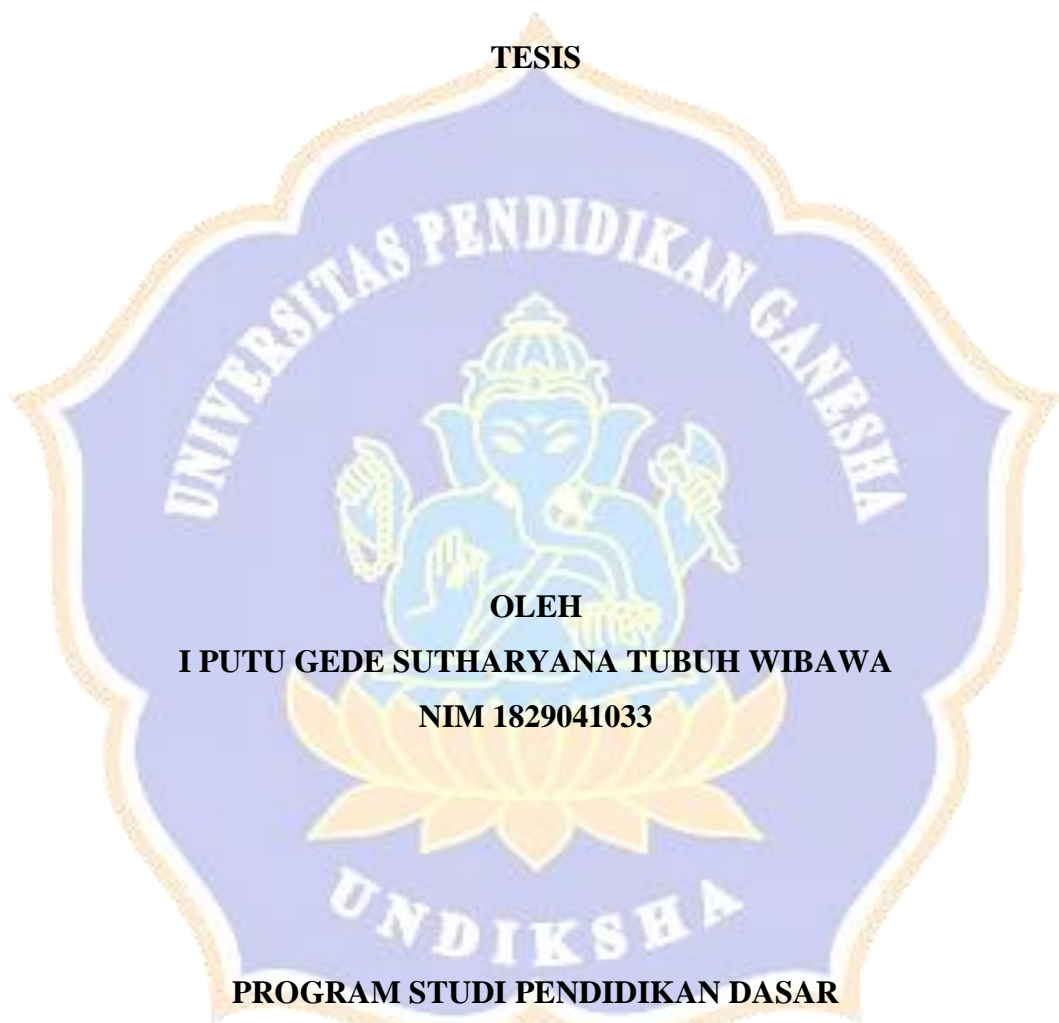 TESIS
UNIVERSITAS PENDIDIKAN GANESHA
OLEH
I PUTU GEDE SUTHARYANA TUBUH WIBAWA
NIM 1829041033
UNDIKSHA
PROGRAM STUDI PENDIDIKAN DASAR